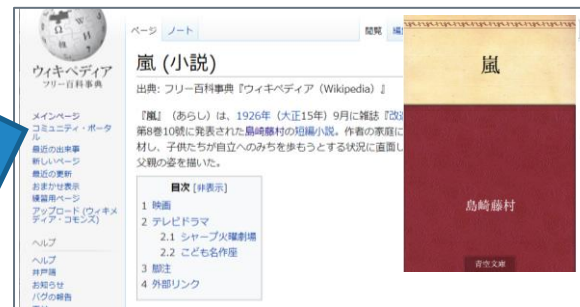 ウィキペディア
フリー百科事典
メインページ
コミュニティ・ポータ
ル
最近の出来事
新しいページ
最近の更新
おまかせ表示
練習用ページ
アップロード (ウィキメ
ディア・コモンズ)
ヘルプ
ヘルプ
井戸端
お知らせ
バグの報告
ページ ノート 閲覧
嵐 (小説)
出典: フリー百科事典『ウィキペディア（Wikipedia）』
『嵐』（あらし）は、1926年（大正15年）9月に雑誌『改
第8巻10號に発表された島崎藤村の短編小説。作者の家庭に
材し、子供たちが自立へのみちを歩もうとする状況に直面し
父親の姿を描いた。
目次 [非表示]
1 映画
2 テレビドラマ
2.1 シャープ火曜劇場
2.2 こども名作座
3 脚注
4 外部リンク
嵐
島崎藤村
青空文庫